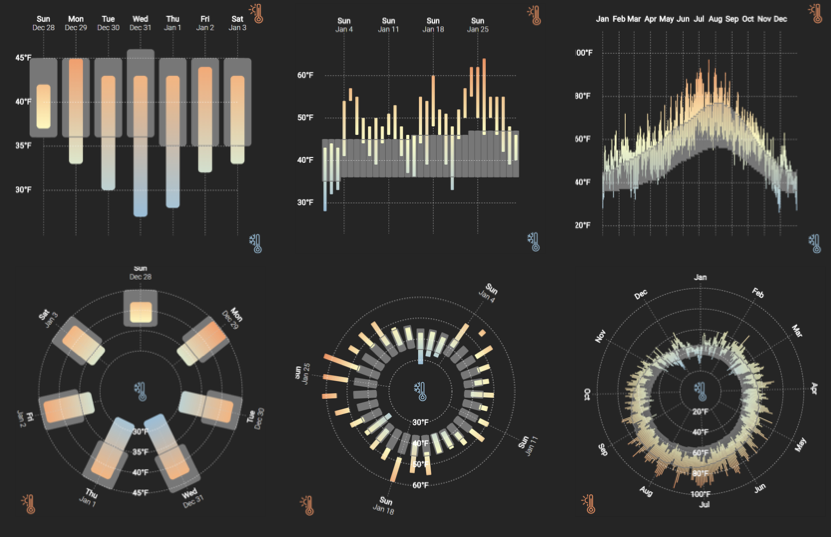 Sun Mon Tue Wed Thu Fri Sat
Dec 28 Dec 29 Dec 30 Dec 31 Jan 1 Jan 2 Jan 3
45°F
40°F
35°F
30°F
Sun Sun Sun Sun
Jan 4 Jan 11 Jan 18 Jan 25
60°F
50°F
40°F
30°F
Jan Feb Mar Apr May Jun Jul Aug Sep Oct Nov Dec
00°F
80°F
60°F
40°F
20°F
Sun
Dec 28
Mon
Dec 29
Tue
Dec 30
Wed
Dec 31
Thu
Jan 1
Fri
Jan 2
Sat
Jan 3
30°F
35°F
40°F
45°F
Sun
Jan 4
Sun
Jan 11
Sun
Jan 18
Sun
Jan 25
30°F
40°F
50°F
60°F
Jan
Feb
Mar
Apr
May
Jun
Jul
Aug
Sep
Oct
Nov
Dec
20°F
40°F
60°F
80°F
100°F